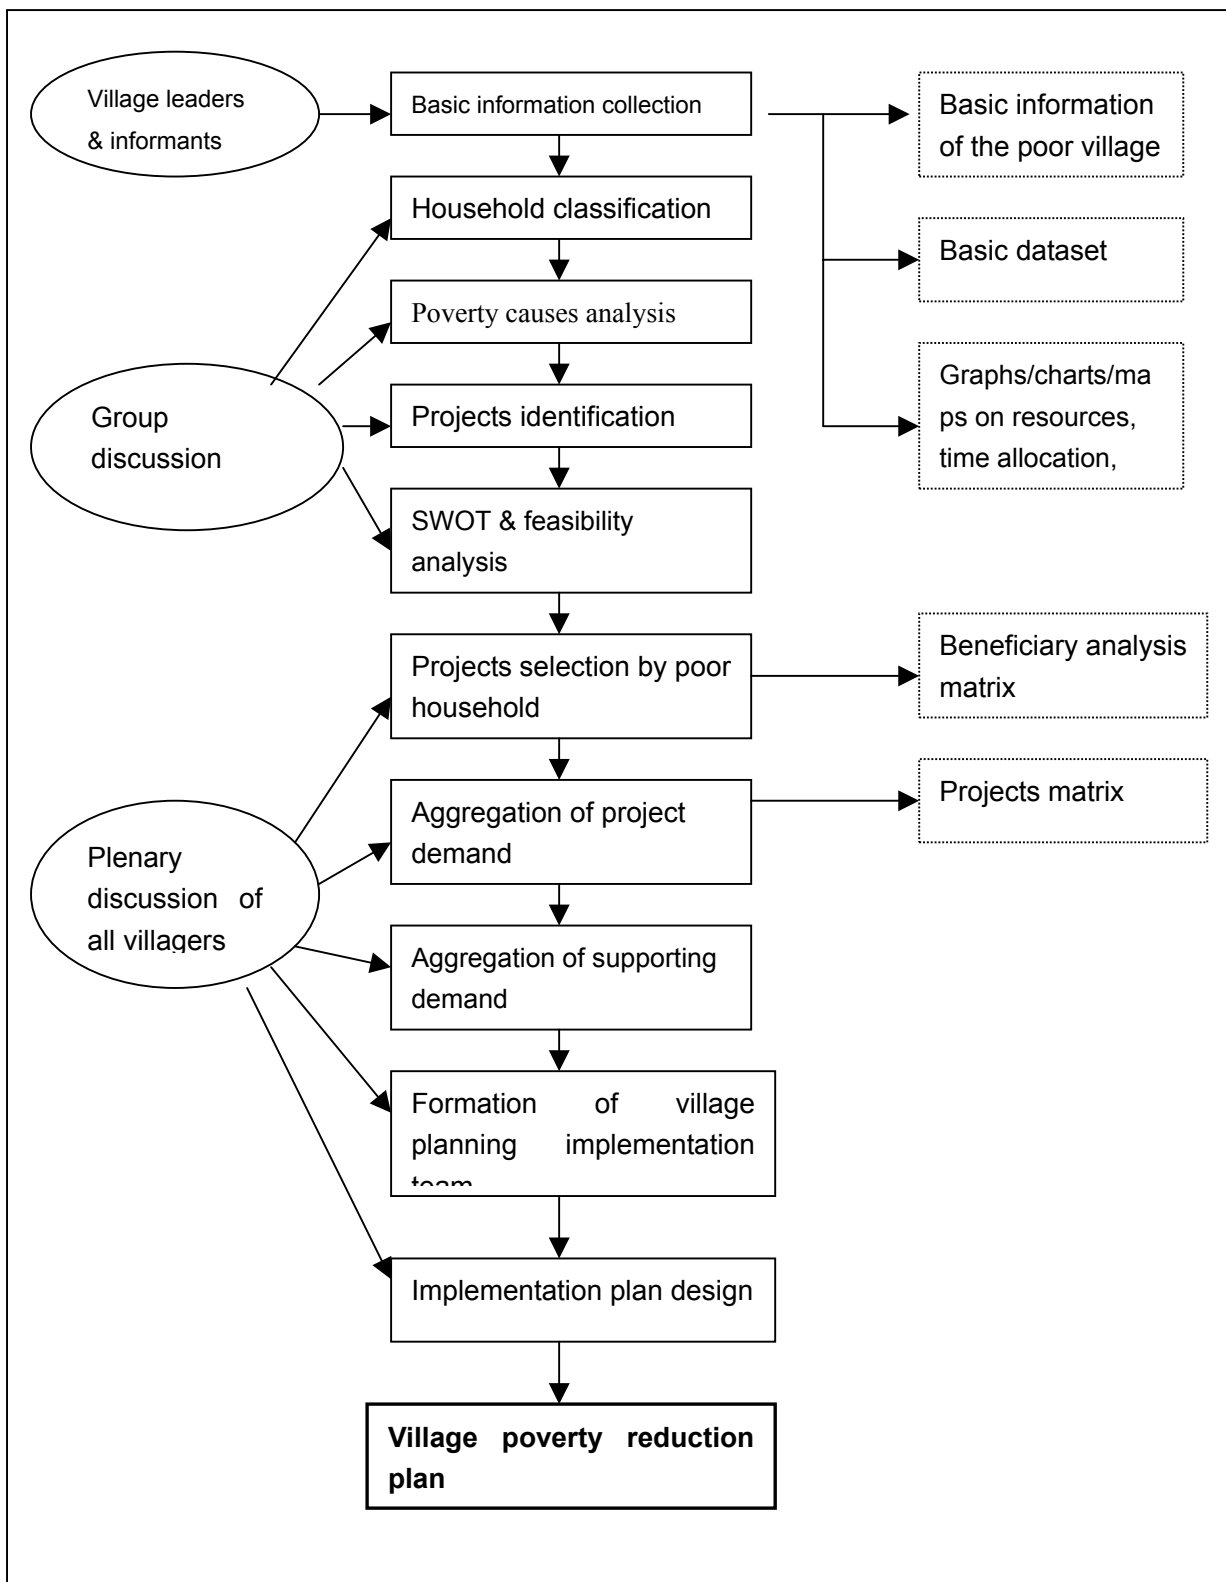 Village leaders
& informants
Basic information collection
Basic information
of the poor village
Household classification
Basic dataset
Poverty causes analysis
Graphs/charts/ma
ps on resources,
time allocation,
Group
discussion
Projects identification
SWOT & feasibility
analysis
Projects selection by poor
household
Beneficiary analysis
matrix
Aggregation of project
demand
Projects matrix
Plenary
discussion of
all villagers
Aggregation of supporting
demand
Formation of village
planning implementation
team
Implementation plan design
Village poverty reduction
plan